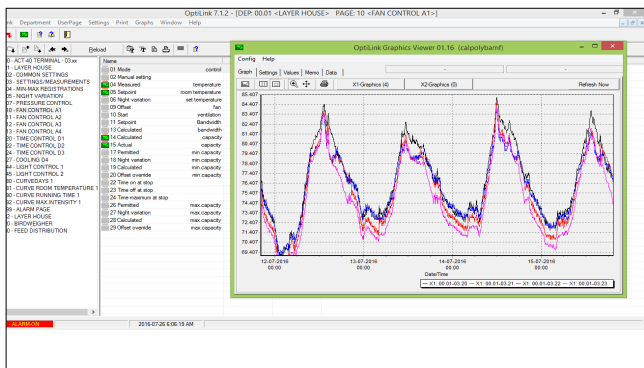 OptiLink 7.1.2 - [DEP: 00.01 <LAYER HOUSE>    PAGE: 10 <FAN CONTROL A1>]
Department UserPage Settings Print Graphs Window Help
Reload
0 - ACT-40 TERMINAL - 03.xx
1 - LAYER HOUSE
02 - COMMON SETTINGS
03 - SETTINGS/MEASUREMENTS
04 - MIN-MAX REGISTRATIONS
05 - NIGHT VARIATION
07 - PRESSURE CONTROL
10 - FAN CONTROL A1
11 - FAN CONTROL A2
12 - FAN CONTROL A3
13 - FAN CONTROL A4
20 - TIME CONTROL D1
22 - TIME CONTROL D2
24 - TIME CONTROL D3
27 - COOLING D4
44 - LIGHT CONTROL 1
45 - LIGHT CONTROL 2
80 - CURVEDAYS 1
81 - CURVE ROOM TEMPERATURE 1
90 - CURVE RUNNING TIME 1
92 - CURVE MAX.INTENSITY 1
99 - ALARM PAGE
2 - LAYER HOUSE
0 - BIRDWEIGHER
0 - FEED DISTRIBUTION
Name
01 Mode control
02 Manual setting
04 Measured temperature
05 Setpoint room temperature
06 Night variation set temperature
09 Offset fan
10 Start ventilation
11 Setpoint Bandwidth
13 Calculated bandwidth
14 Calculated capacity
15 Actual capacity
17 Permitted min.capacity
18 Night variation min.capacity
19 Calculated min.capacity
20 Offset override min.capacity
22 Time on at stop
23 Time off at stop
24 Time maximum at stop
26 Permitted max.capacity
27 Night variation max.capacity
28 Calculated max.capacity
29 Offset override max.capacity
OptiLink Graphics Viewer 01.16 (calpolybamf)
Config Help
Graph Settings Values Memo Data
X1-Graphics (4) X2-Graphics (0) Refresh Now
85.407
84.407
83.407
82.407
81.407
80.407
79.407
78.407
77.407
76.407
75.407
74.407
73.407
72.407
71.407
70.407
69.407
12-07-2016 13-07-2016 14-07-2016 15-07-2016
00:00 00:00 00:00 00:00
Date/Time
X1: 00.01-03.20 X1: 00.01-03.21 X1: 00.01-03.22 X1: 00.01-03.23
ALARM ON 2016-07-26 6:06:19 AM